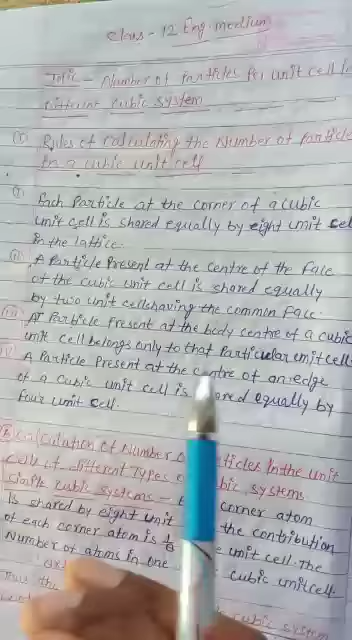 Class - 12 Eng. medium
Topic - Number of Particles Per unit cell in
different cubic system
Rules of calculating the Number of Particle
in a cubic unit cell
(i) Each Particle at the corner of a cubic
unit cell is shared equally by eight unit cell
in the lattice.
(ii) A Particle Present at the centre of the face
of the cubic unit cell is shared equally
by two unit cells having the common face.
(iii) A Particle Present at the body centre of a cubic
unit cell belongs only to that Particular unit cell
A Particle Present at the centre of an edge
of a cubic unit cell is shared equally by
four unit cell.
Calculation of Number in the unit
cells of different Types systems
Simple cubic systems - corner atom
is shared by eight unit the contribution
of each corner atom is 1/8 unit cell. The
Number of atoms in one cubic unit cell
the
cubic system